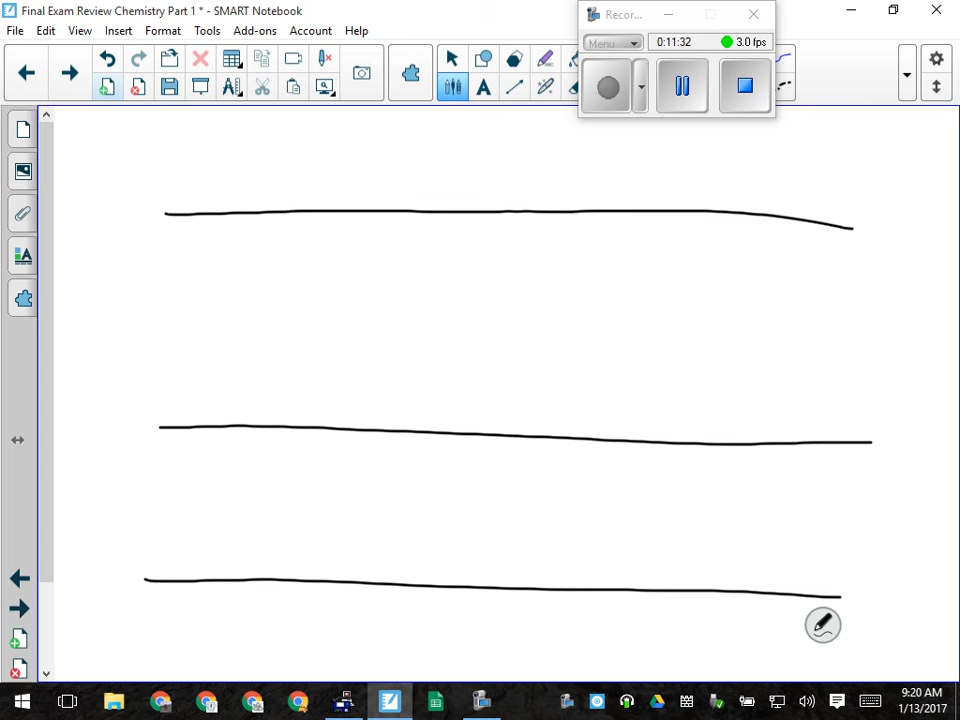 Final Exam Review Chemistry Part 1 * - SMART Notebook
Recor...
File Edit View Insert Format Tools Add-ons Account Help
Menu 0:11:32 3.0 fps
9:20 AM
1/13/2017